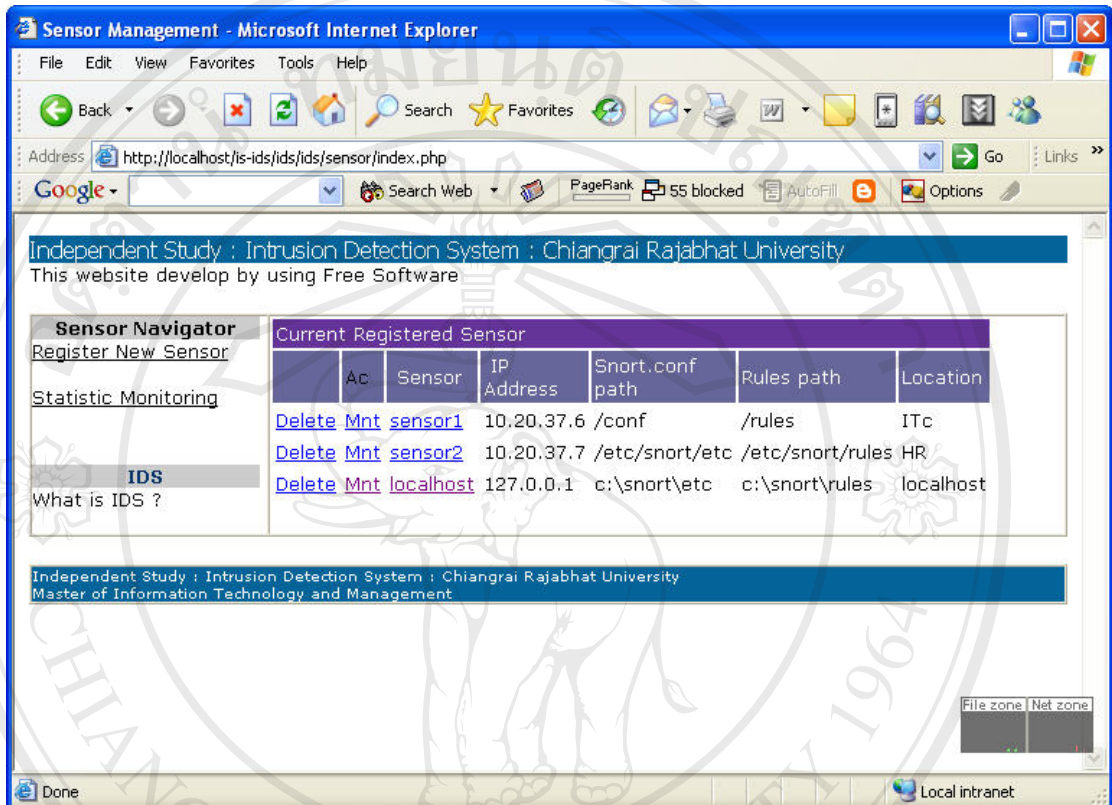 Sensor Management - Microsoft Internet Explorer
File Edit View Favorites Tools Help
Back Search Favorites
Address http://localhost/is-ids/ids/ids/sensor/index.php Go Links »
Google Search Web PageRank 55 blocked AutoFill Options
Independent Study : Intrusion Detection System : Chiangrai Rajabhat University
This website develop by using Free Software
Sensor Navigator
Register New Sensor
Statistic Monitoring
IDS
What is IDS ?
Current Registered Sensor
Ac Sensor IP Address Snort.conf path Rules path Location
Delete Mnt sensor1 10.20.37.6 /conf /rules ITc
Delete Mnt sensor2 10.20.37.7 /etc/snort/etc /etc/snort/rules HR
Delete Mnt localhost 127.0.0.1 c:\snort\etc c:\snort\rules localhost
Independent Study : Intrusion Detection System : Chiangrai Rajabhat University
Master of Information Technology and Management
File zone Net zone
Done Local intranet
1964